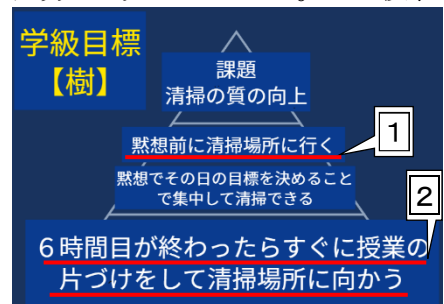 学級目標
【樹】
課題
清掃の質の向上
黙想前に清掃場所に行く
1
黙想でその日の目標を決めること
で集中して清掃できる
2
6時間目が終わったらすぐに授業の
片づけをして清掃場所に向かう